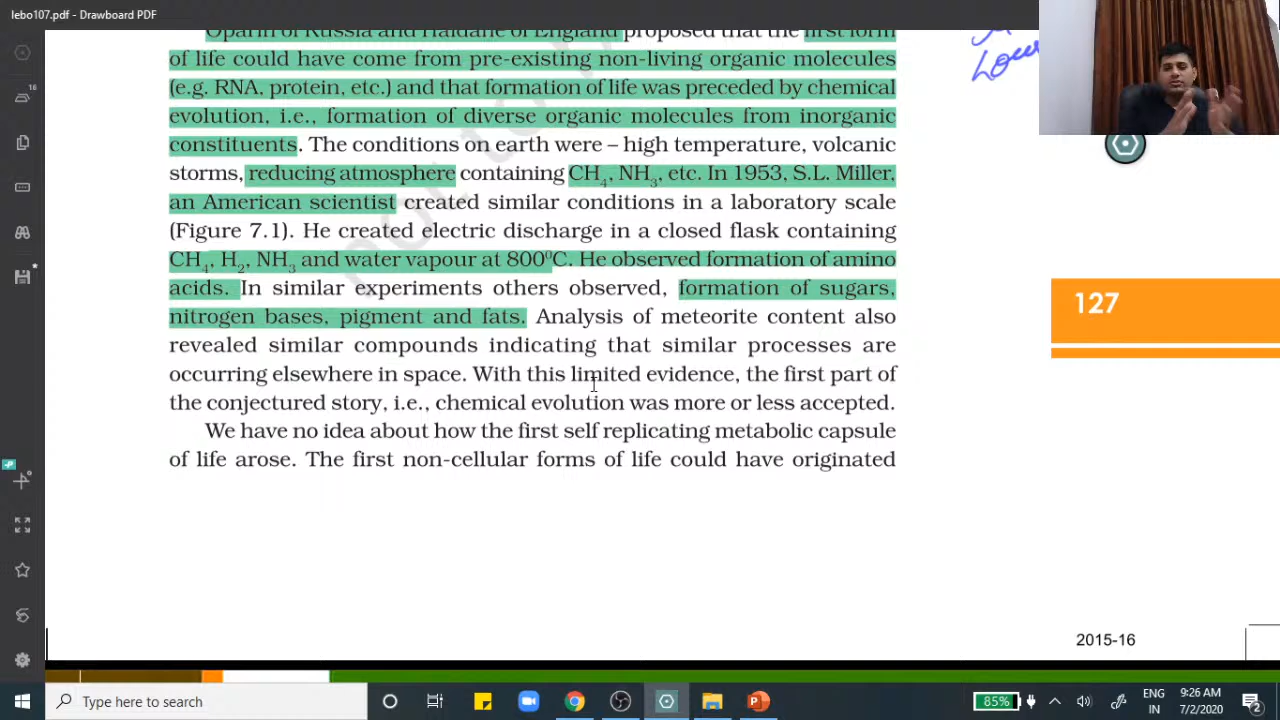 lebo107.pdf - Drawboard PDF
Oparin of Russia and Haldane of England proposed that the first form
of life could have come from pre-existing non-living organic molecules
(e.g. RNA, protein, etc.) and that formation of life was preceded by chemical
evolution, i.e., formation of diverse organic molecules from inorganic
constituents. The conditions on earth were – high temperature, volcanic
storms, reducing atmosphere containing CH₄, NH₃, etc. In 1953, S.L. Miller,
an American scientist created similar conditions in a laboratory scale
(Figure 7.1). He created electric discharge in a closed flask containing
CH₄, H₂, NH₃ and water vapour at 800⁰C. He observed formation of amino
acids. In similar experiments others observed, formation of sugars,
nitrogen bases, pigment and fats. Analysis of meteorite content also
revealed similar compounds indicating that similar processes are
occurring elsewhere in space. With this limited evidence, the first part of
the conjectured story, i.e., chemical evolution was more or less accepted.
We have no idea about how the first self replicating metabolic capsule
of life arose. The first non-cellular forms of life could have originated
not to
18
127
2015-16
Type here to search
85%
ENG
IN
9:26 AM
7/2/2020
2